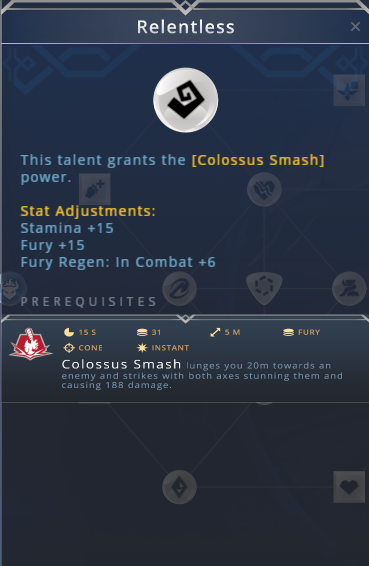 Relentless
This talent grants the [Colossus Smash]
power.
Stat Adjustments:
Stamina +15
Fury +15
Fury Regen: In Combat +6
PREREQUISITES
15 S 31 5 M FURY
CONE INSTANT
Colossus Smash lunges you 20m towards an
enemy and strikes with both axes stunning them and
causing 188 damage.